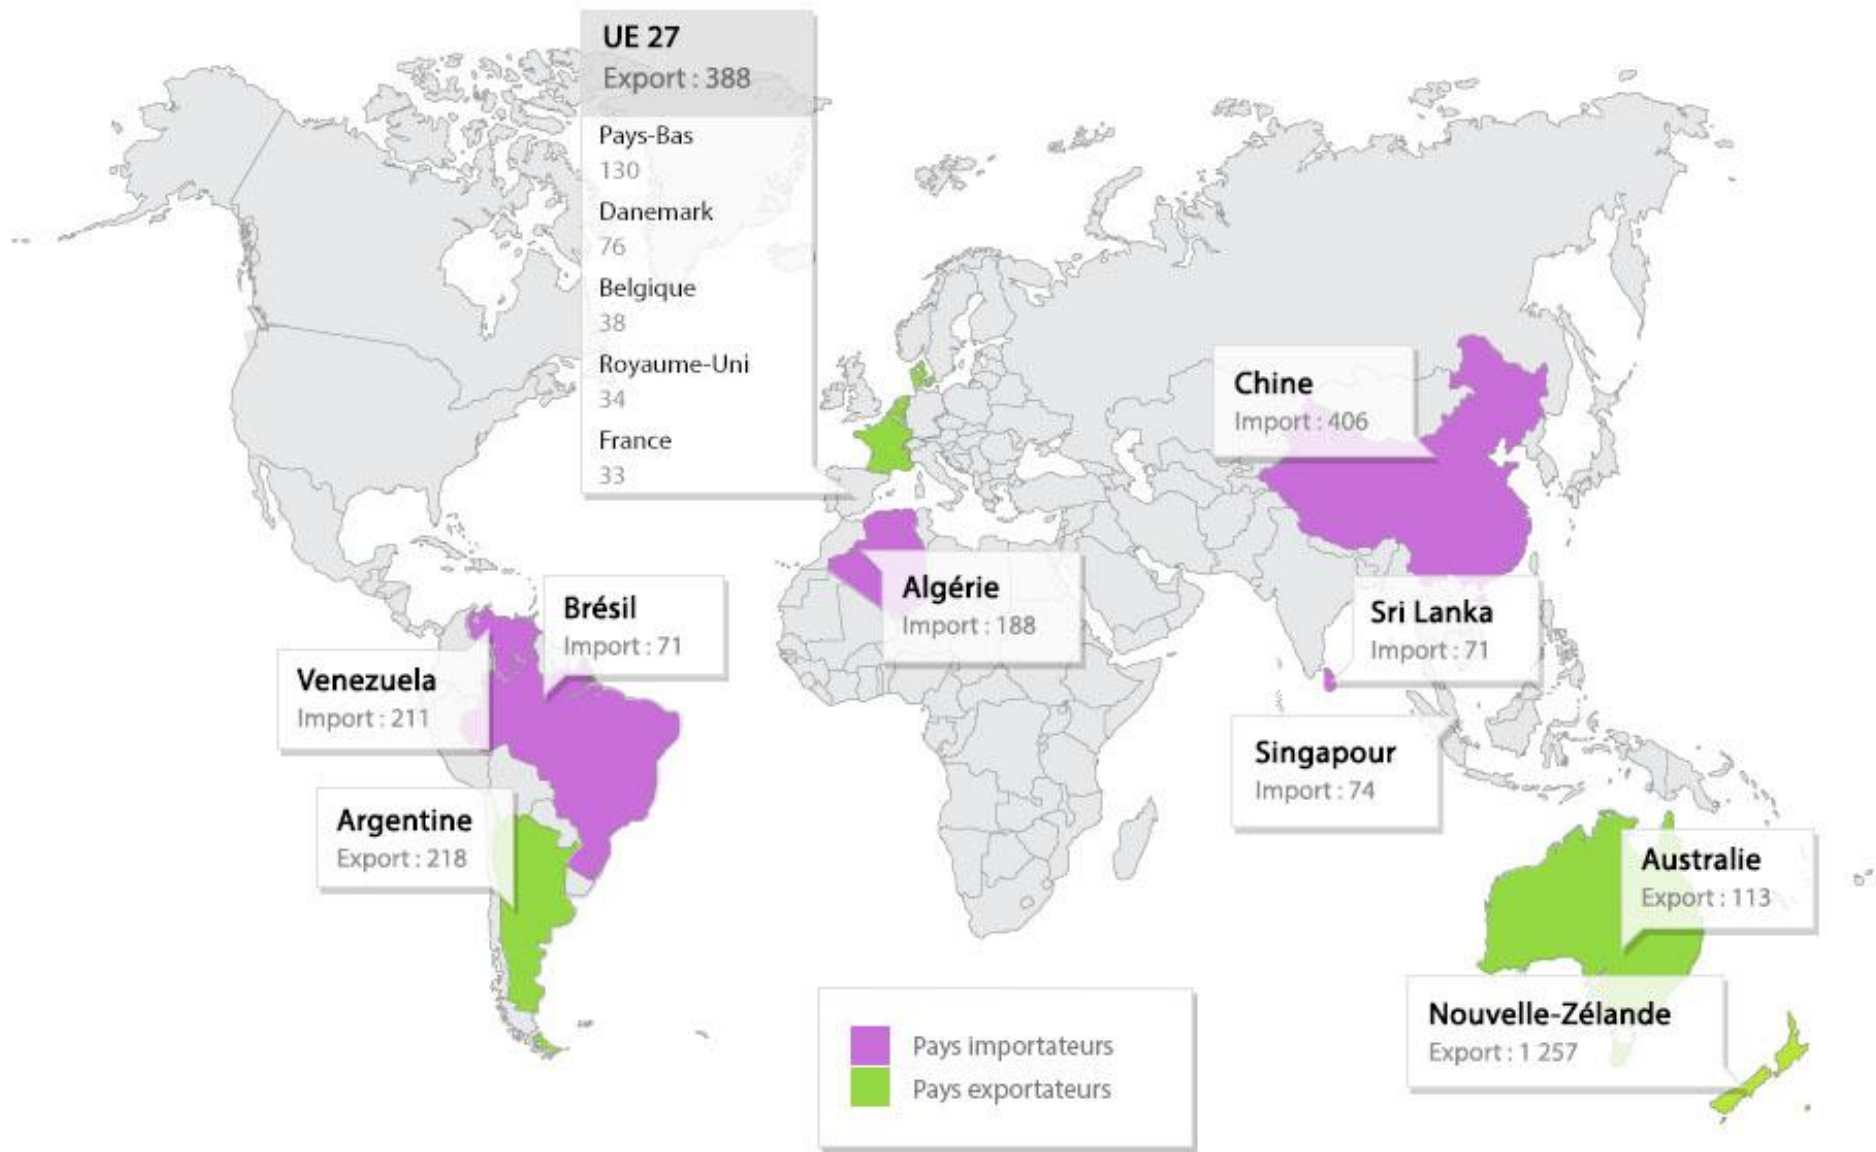 UE 27
Export : 388
Pays-Bas
130
Danemark
76
Belgique
38
Royaume-Uni
34
France
33
Chine
Import : 406
Algérie
Import : 188
Brésil
Import : 71
Sri Lanka
Import : 71
Venezuela
Import : 211
Singapour
Import : 74
Argentine
Export : 218
Australie
Export : 113
Nouvelle-Zélande
Export : 1 257
Pays importateurs
Pays exportateurs